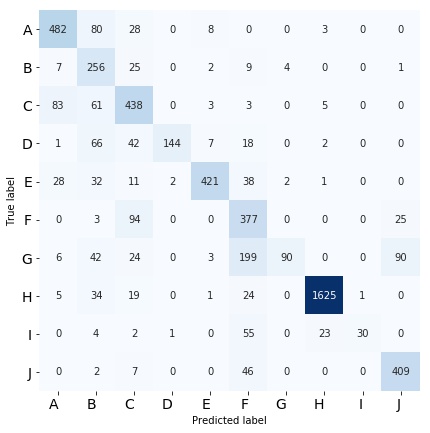 A 482 80 28 0 8 0 0 3 0 0
B 7 256 25 0 2 9 4 0 0 1
C 83 61 438 0 3 3 0 5 0 0
D 1 66 42 144 7 18 0 2 0 0
E 28 32 11 2 421 38 2 1 0 0
F 0 3 94 0 0 377 0 0 0 25
G 6 42 24 0 3 199 90 0 0 90
H 5 34 19 0 1 24 0 1625 1 0
I 0 4 2 1 0 55 0 23 30 0
J 0 2 7 0 0 46 0 0 0 409
A B C D E F G H I J
True label
Predicted label